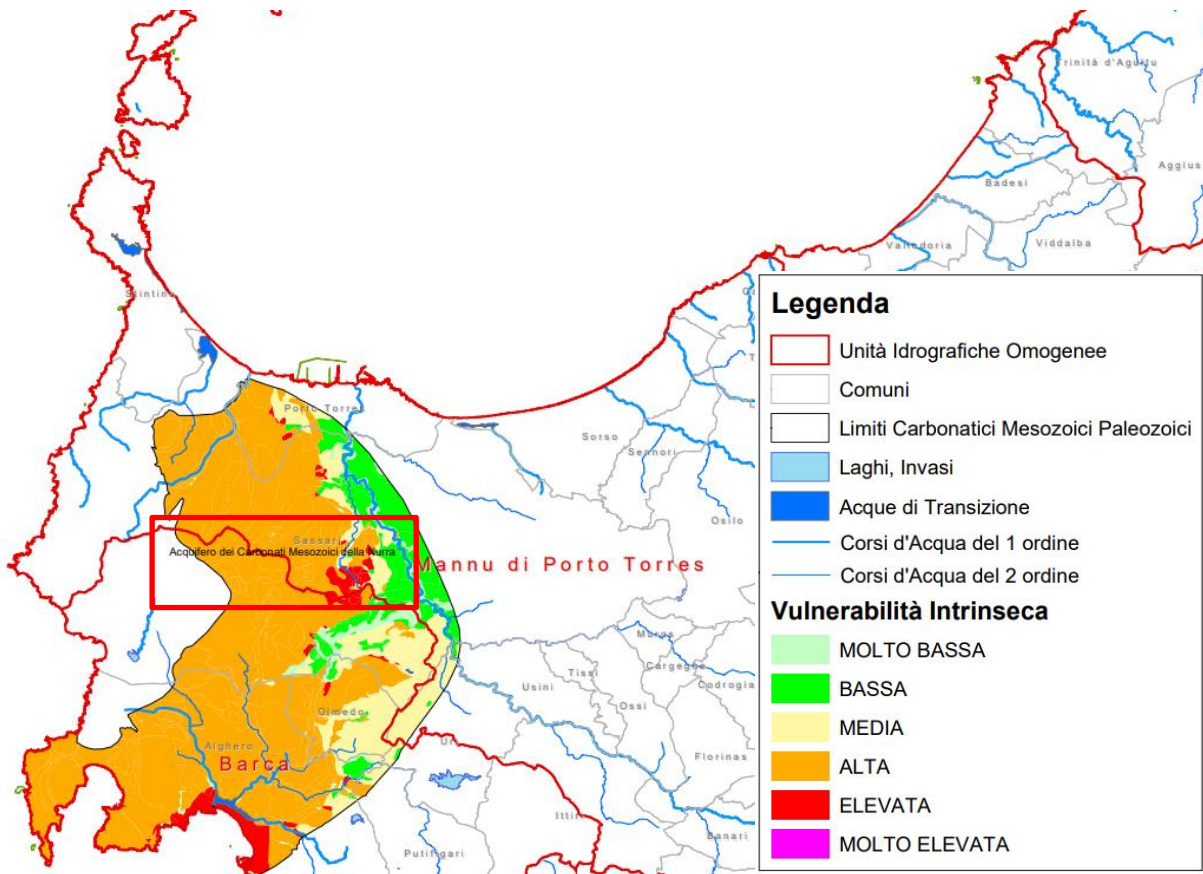 Trinità d'Agultu
Aggius
Badesi
Viddalba
Valledoria
Stintino
Porto Torres
Sorso
Sennori
Osilo
Sassari
Acquifero dei Carbonati Mesozoici della Nurra
Mannu di Porto Torres
Muros
Tissi
Cargeghe
Usini
Codrogia
Ossi
Olmedo
Uri
Alghero
Florinas
Barca
Ittiri
Banari
Putifigari
Legenda
Unità Idrografiche Omogenee
Comuni
Limiti Carbonatici Mesozoici Paleozoici
Laghi, Invasi
Acque di Transizione
Corsi d'Acqua del 1 ordine
Corsi d'Acqua del 2 ordine
Vulnerabilità Intrinseca
MOLTO BASSA
BASSA
MEDIA
ALTA
ELEVATA
MOLTO ELEVATA